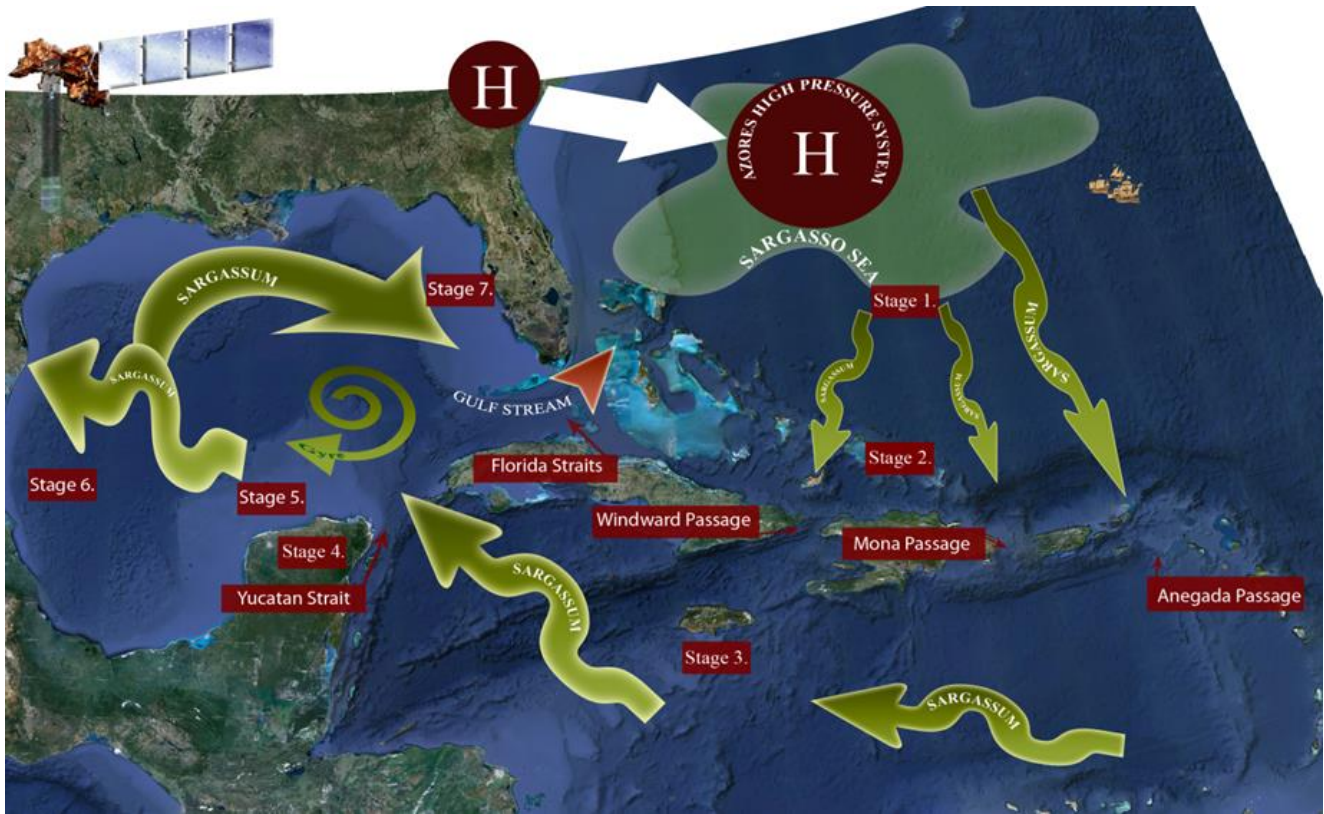 H
AZORES HIGH PRESSURE SYSTEM
H
SARGASSO SEA
SARGASSUM
Stage 7.
Stage 1.
SARGASSUM
SARGASSUM
SARGASSUM
SARGASSUM
GULF STREAM
Gyre
Florida Straits
Stage 2.
Stage 6.
Stage 5.
Windward Passage
Mona Passage
Stage 4.
Yucatan Strait
SARGASSUM
Anegada Passage
Stage 3.
SARGASSUM